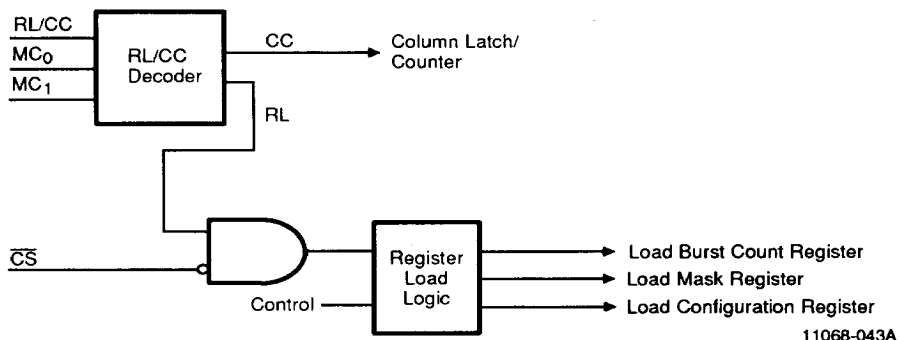 RL/CC
MC0
MC1
RL/CC
Decoder
CC
Column Latch/
Counter
RL
CS
Control
Register
Load
Logic
Load Burst Count Register
Load Mask Register
Load Configuration Register
11068-043A